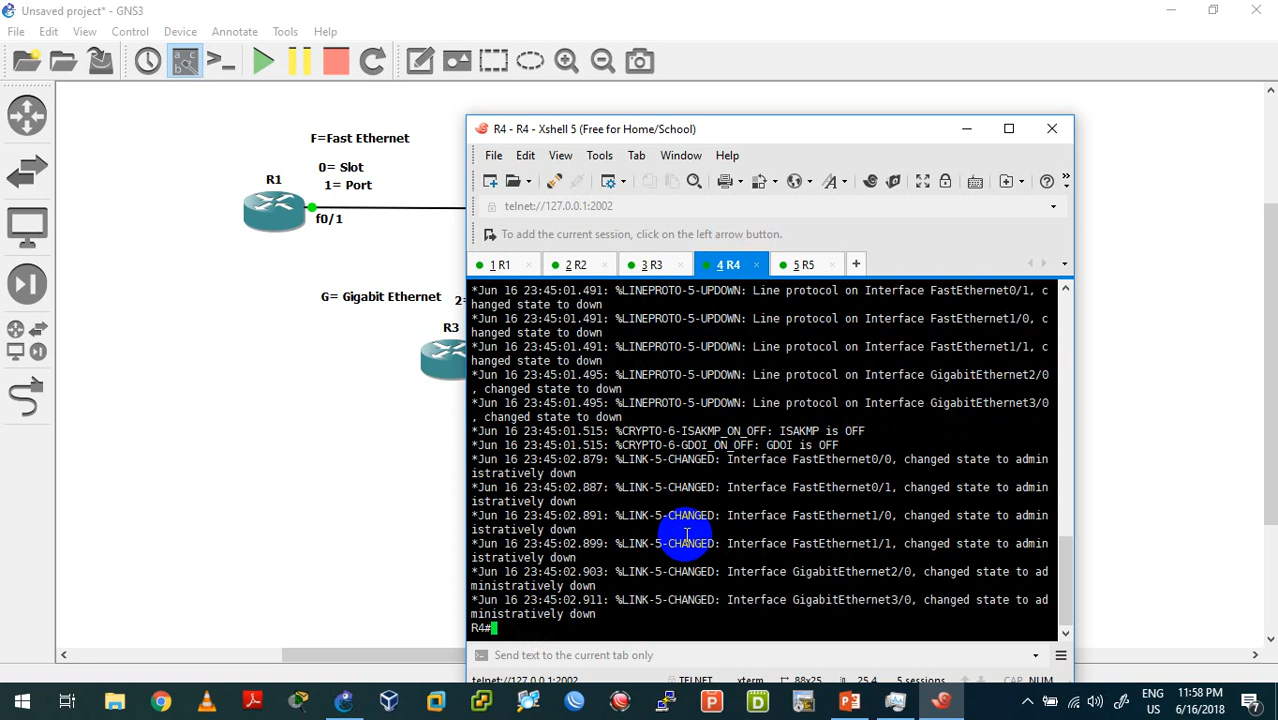 Unsaved project* - GNS3
File Edit View Control Device Annotate Tools Help
F=Fast Ethernet
0= Slot
1= Port
R1
f0/1
G= Gigabit Ethernet 2=
R3
R4 - R4 - Xshell 5 (Free for Home/School)
File Edit View Tools Tab Window Help
telnet://127.0.0.1:2002
To add the current session, click on the left arrow button.
1 R1 2 R2 3 R3 4 R4 5 R5
*Jun 16 23:45:01.491: %LINEPROTO-5-UPDOWN: Line protocol on Interface FastEthernet0/1, c
hanged state to down
*Jun 16 23:45:01.491: %LINEPROTO-5-UPDOWN: Line protocol on Interface FastEthernet1/0, c
hanged state to down
*Jun 16 23:45:01.491: %LINEPROTO-5-UPDOWN: Line protocol on Interface FastEthernet1/1, c
hanged state to down
*Jun 16 23:45:01.495: %LINEPROTO-5-UPDOWN: Line protocol on Interface GigabitEthernet2/0
, changed state to down
*Jun 16 23:45:01.495: %LINEPROTO-5-UPDOWN: Line protocol on Interface GigabitEthernet3/0
, changed state to down
*Jun 16 23:45:01.515: %CRYPTO-6-ISAKMP_ON_OFF: ISAKMP is OFF
*Jun 16 23:45:01.515: %CRYPTO-6-GDOI_ON_OFF: GDOI is OFF
*Jun 16 23:45:02.879: %LINK-5-CHANGED: Interface FastEthernet0/0, changed state to admin
istratively down
*Jun 16 23:45:02.887: %LINK-5-CHANGED: Interface FastEthernet0/1, changed state to admin
istratively down
*Jun 16 23:45:02.891: %LINK-5-CHANGED: Interface FastEthernet1/0, changed state to admin
istratively down
*Jun 16 23:45:02.899: %LINK-5-CHANGED: Interface FastEthernet1/1, changed state to admin
istratively down
*Jun 16 23:45:02.903: %LINK-5-CHANGED: Interface GigabitEthernet2/0, changed state to ad
ministratively down
*Jun 16 23:45:02.911: %LINK-5-CHANGED: Interface GigabitEthernet3/0, changed state to ad
ministratively down
R4#
Send text to the current tab only
telnet://127.0.0.1:2002 TELNET xterm 88x25 25,4 5 sessions CAP NUM
ENG 11:58 PM
US 6/16/2018 7